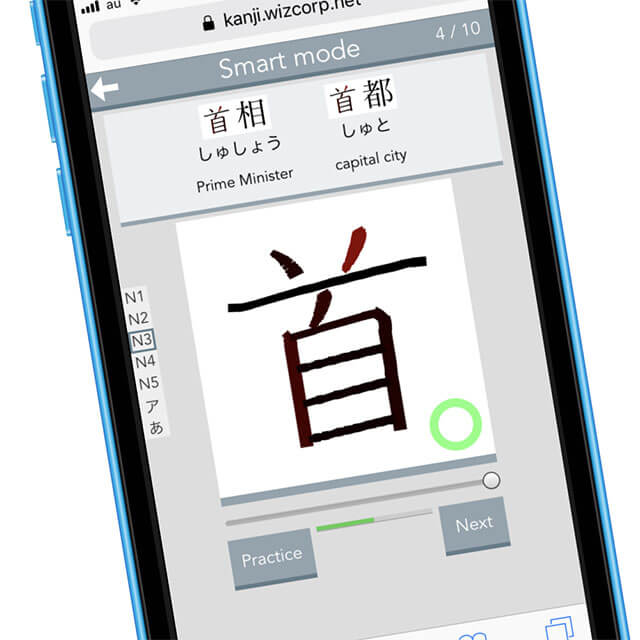 au
kanji.wizcorp.net
Smart mode
4 / 10
首相 首都
しゅしょう しゅと
Prime Minister capital city
首
N1
N2
N3
N4
N5
ア
あ
Practice
Next